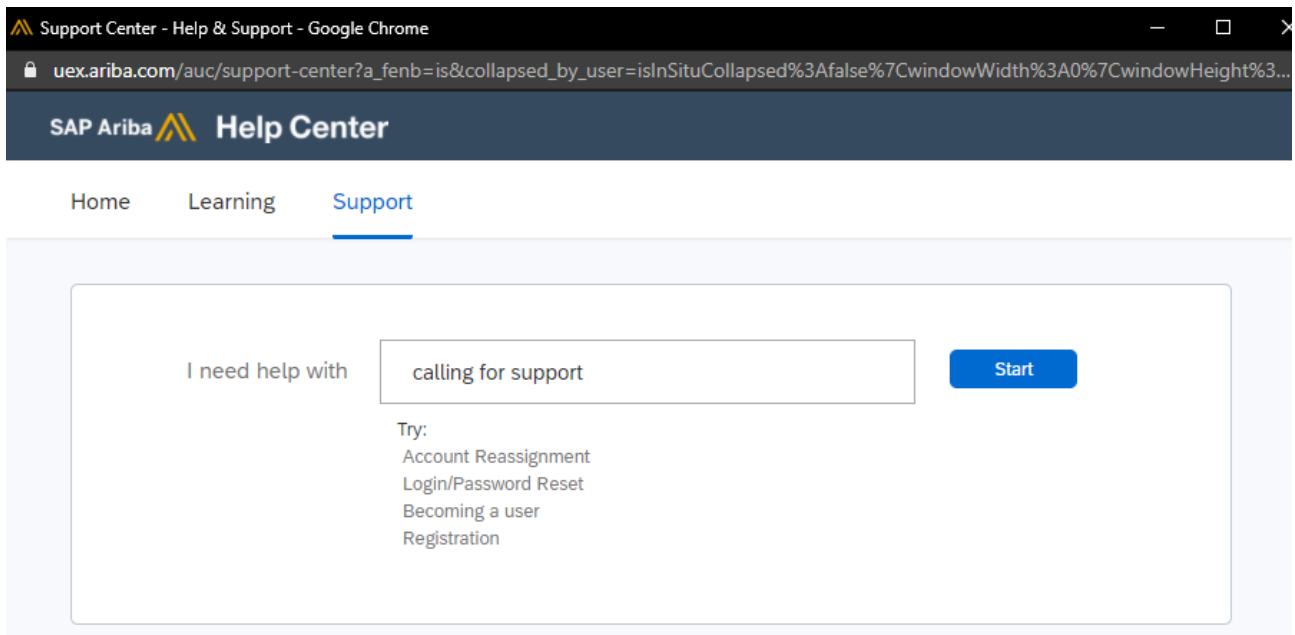 Support Center - Help & Support - Google Chrome
uex.ariba.com/auc/support-center?a_fenb=is&collapsed_by_user=isInSituCollapsed%3Afalse%7CwindowWidth%3A0%7CwindowHeight%3...
SAP Ariba Help Center
Home Learning Support
I need help with calling for support Start
Try:
Account Reassignment
Login/Password Reset
Becoming a user
Registration